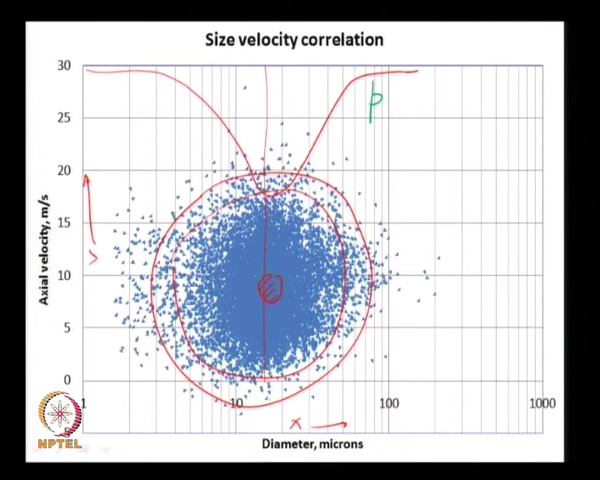 Size velocity correlation
30
25
20
15
10
5
0
Axial velocity, m/s
1 10 100 1000
Diameter, microns
p
x
v
NPTEL